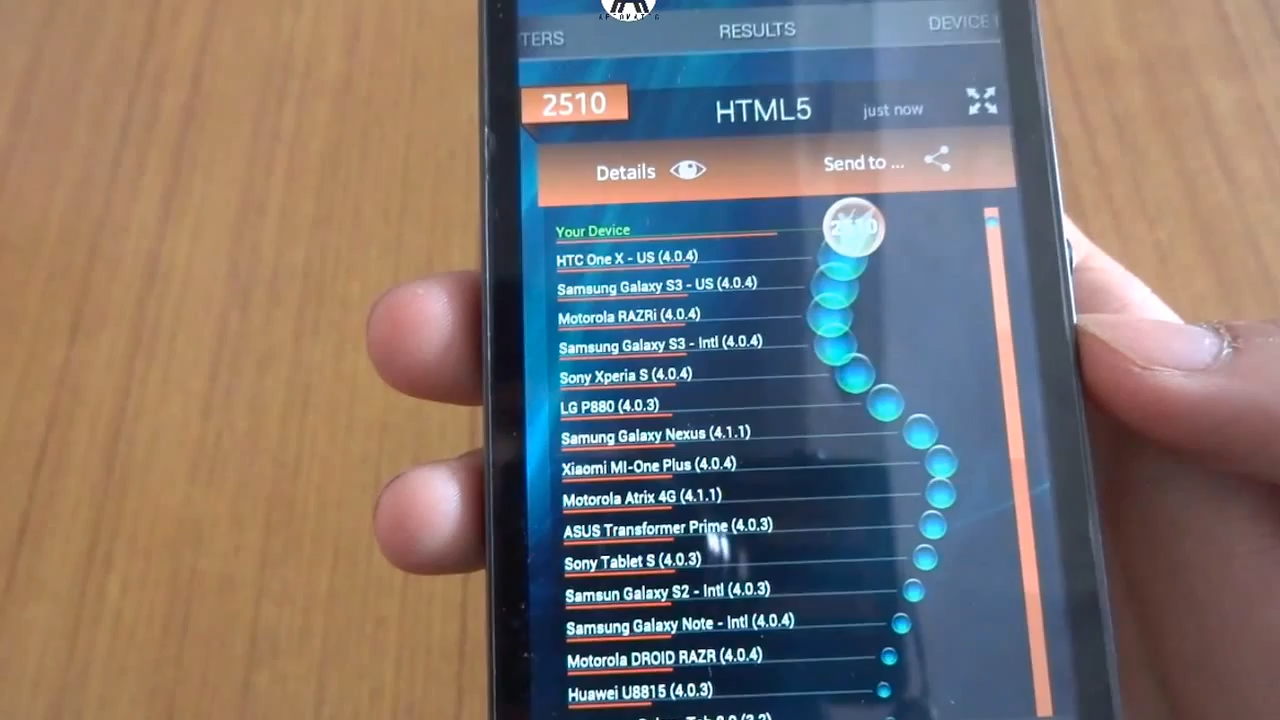 AFTOMATTG
TERS RESULTS DEVICE
2510 HTML5 just now
Details Send to ...
Your Device 2510
HTC One X - US (4.0.4)
Samsung Galaxy S3 - US (4.0.4)
Motorola RAZRi (4.0.4)
Samsung Galaxy S3 - Intl (4.0.4)
Sony Xperia S (4.0.4)
LG P880 (4.0.3)
Samung Galaxy Nexus (4.1.1)
Xiaomi MI-One Plus (4.0.4)
Motorola Atrix 4G (4.1.1)
ASUS Transformer Prime (4.0.3)
Sony Tablet S (4.0.3)
Samsun Galaxy S2 - Intl (4.0.3)
Samsung Galaxy Note - Intl (4.0.4)
Motorola DROID RAZR (4.0.4)
Huawei U8815 (4.0.3)